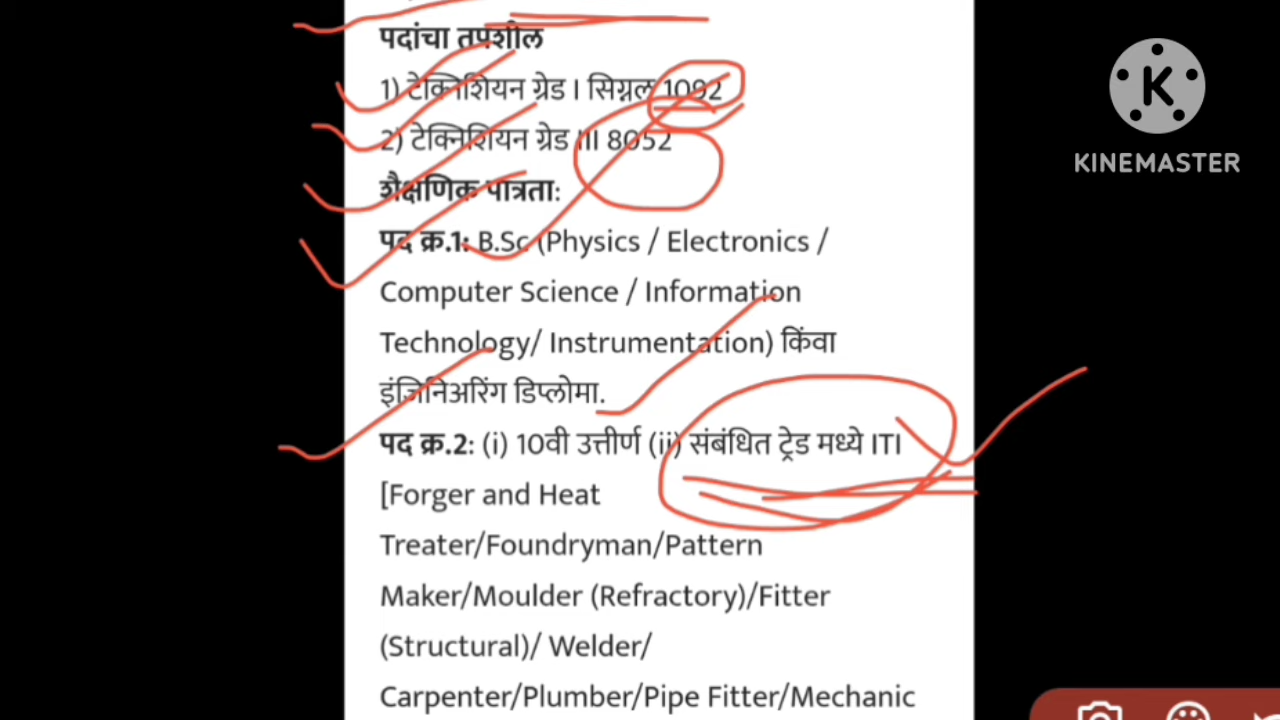 पदांचा तपशील
1) टेक्निशियन ग्रेड I सिग्नल 1092
2) टेक्निशियन ग्रेड III 8052
शैक्षणिक पात्रता:
पद क्र.1: B.Sc (Physics / Electronics /
Computer Science / Information
Technology/ Instrumentation) किंवा
इंजिनिअरिंग डिप्लोमा.
पद क्र.2: (i) 10वी उत्तीर्ण (ii) संबंधित ट्रेड मध्ये ITI
[Forger and Heat
Treater/Foundryman/Pattern
Maker/Moulder (Refractory)/Fitter
(Structural)/ Welder/
Carpenter/Plumber/Pipe Fitter/Mechanic
K
KINEMASTER